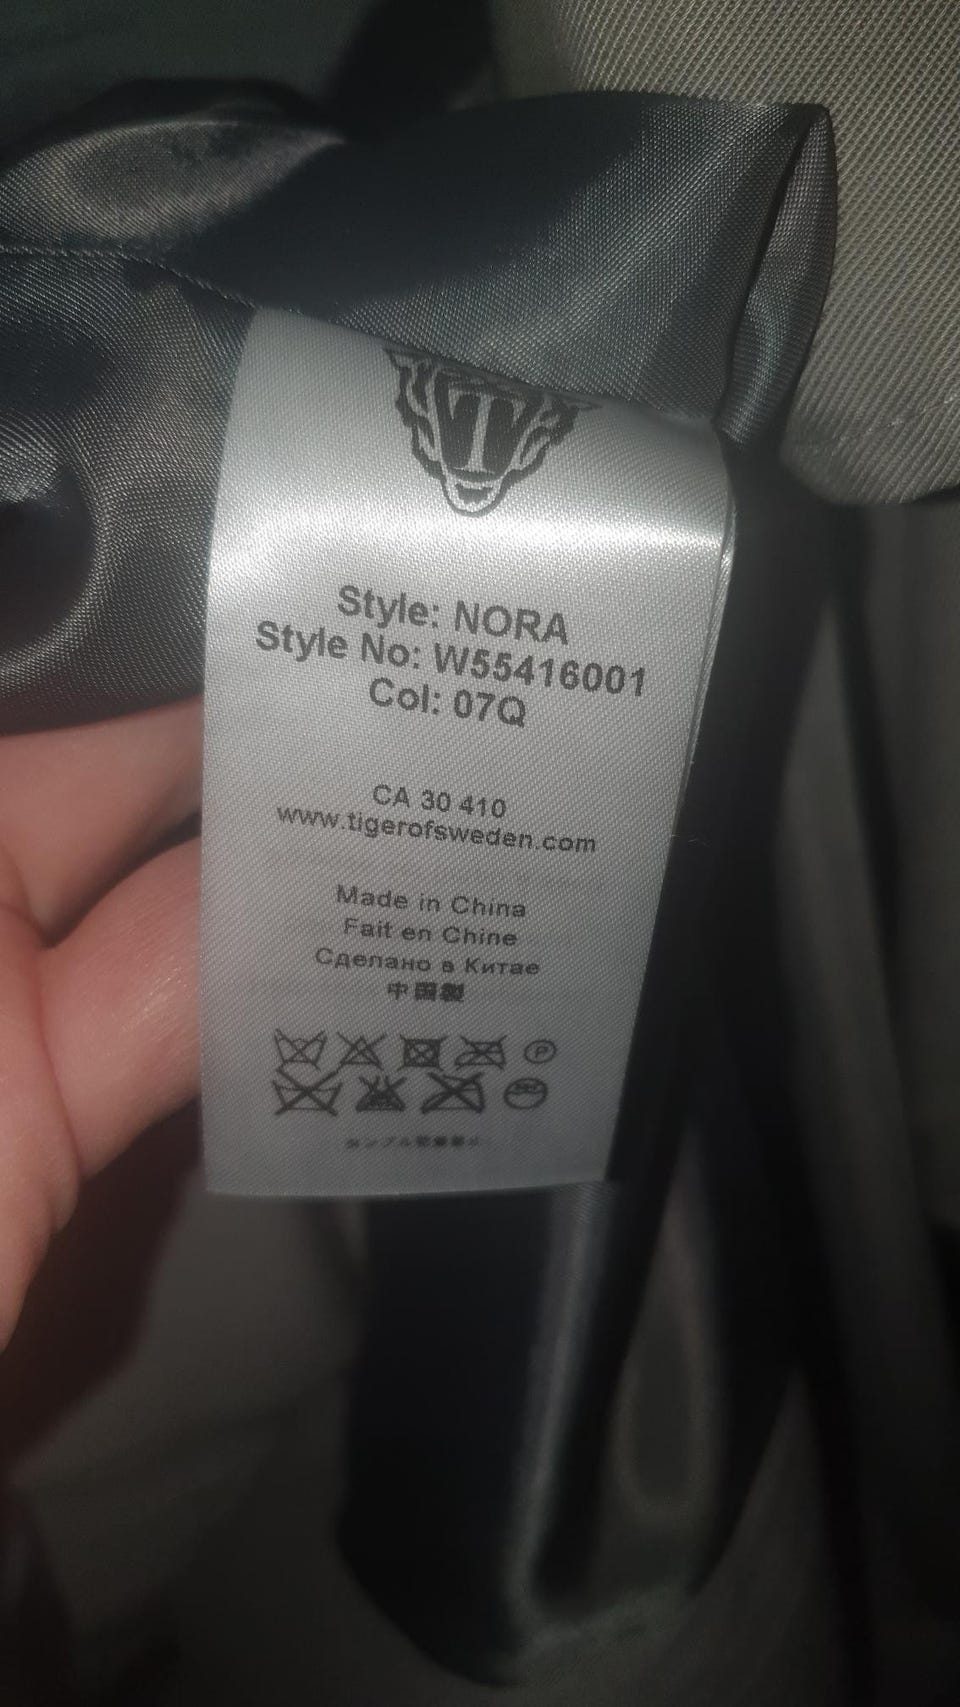 T
Style: NORA
Style No: W55416001
Col: 07Q
CA 30 410
www.tigerofsweden.com
Made in China
Fait en Chine
Сделано в Китае
中国製
P